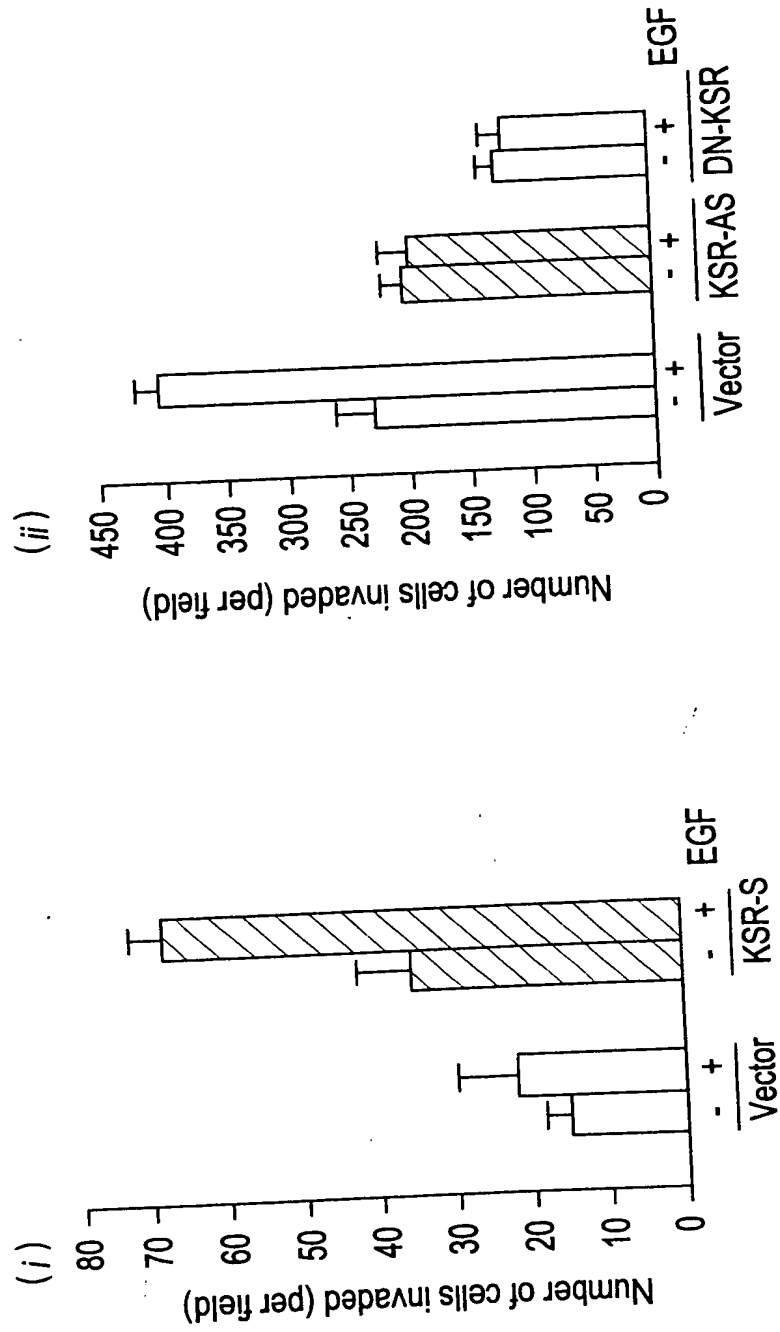 (i)
Number of cells invaded (per field)
80
70
60
50
40
30
20
10
0
- + - + EGF
Vector KSR-S
(ii)
Number of cells invaded (per field)
450
400
350
300
250
200
150
100
50
0
- + - + - + EGF
Vector KSR-AS DN-KSR